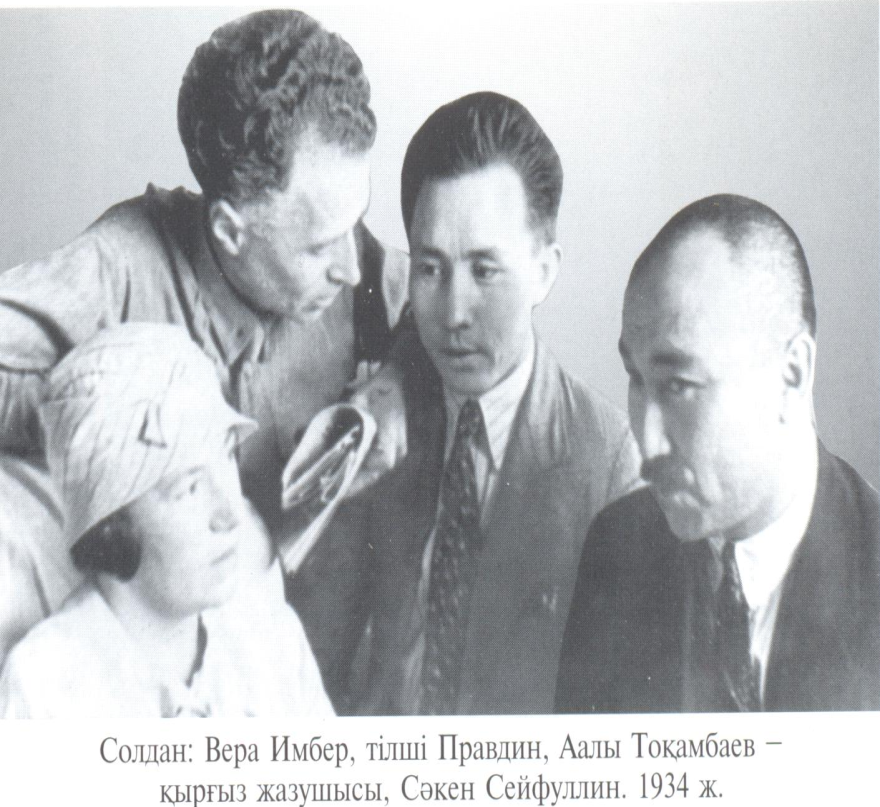 Солдан: Вера Имбер, тілші Правдин, Аалы Тоқамбаев –
қырғыз жазушысы, Сәкен Сейфуллин. 1934 ж.